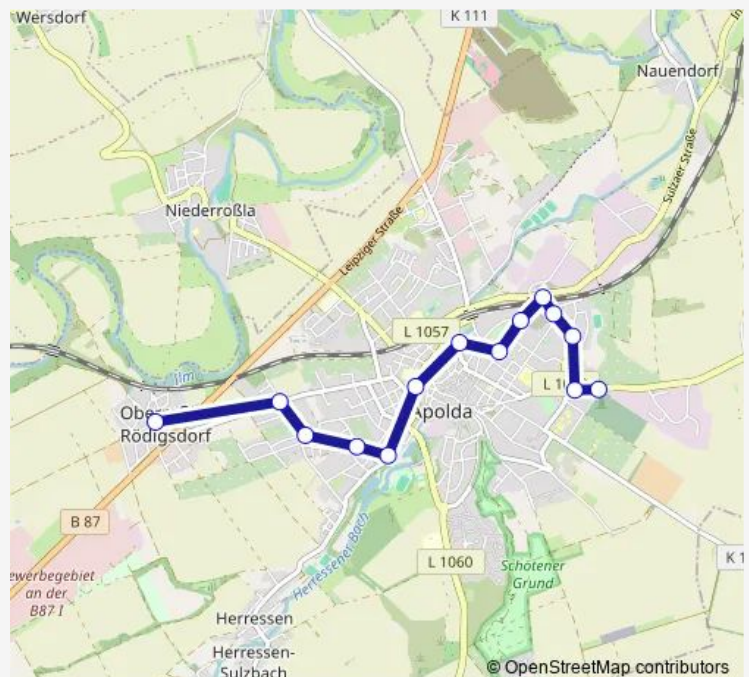 Wersdorf
K 111
Nauendorf
Sulzaer Straße
Niederroßla
Leipziger Straße
L 1057
Ilm
Rödigsdorf
Apolda
B 87
ewerbegebiet
an der
B87 I
Herressener Bach
L 1060
Schötener
Grund
K 1
Herressen
Herressen-
Sulzbach
© OpenStreetMap contributors